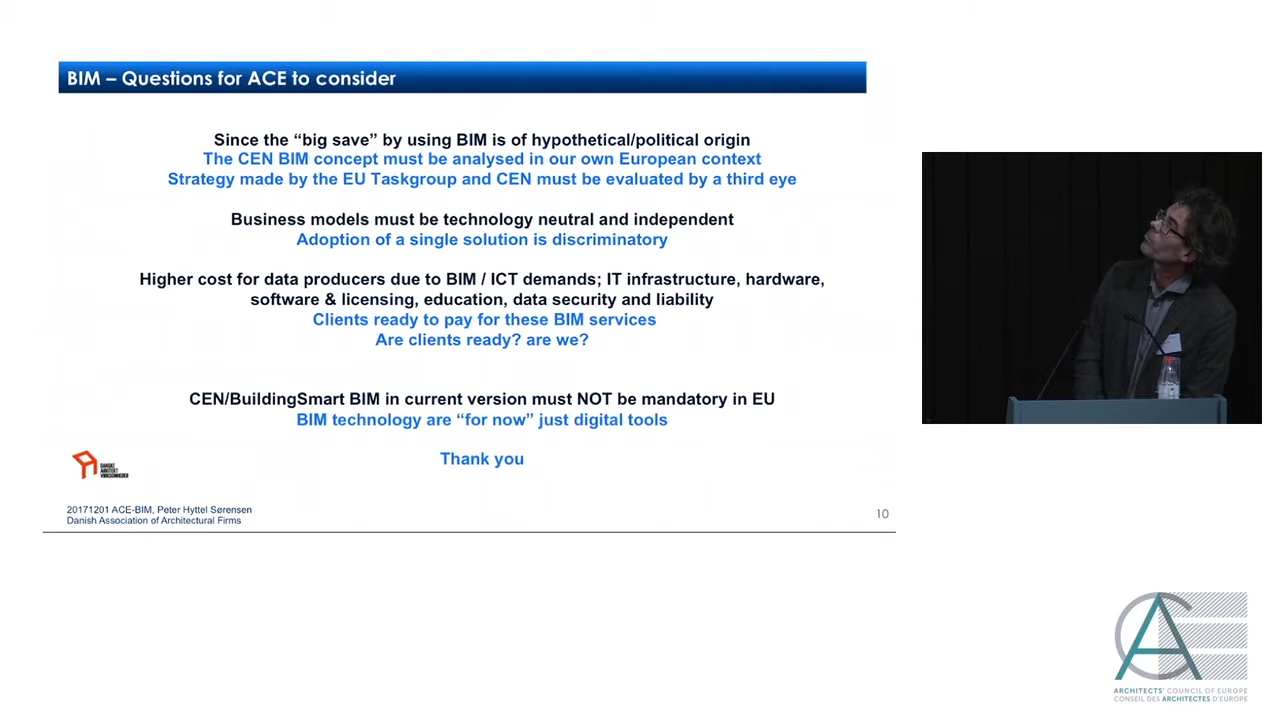 BIM – Questions for ACE to consider
Since the “big save” by using BIM is of hypothetical/political origin
The CEN BIM concept must be analysed in our own European context
Strategy made by the EU Taskgroup and CEN must be evaluated by a third eye
Business models must be technology neutral and independent
Adoption of a single solution is discriminatory
Higher cost for data producers due to BIM / ICT demands; IT infrastructure, hardware,
software & licensing, education, data security and liability
Clients ready to pay for these BIM services
Are clients ready? are we?
CEN/BuildingSmart BIM in current version must NOT be mandatory in EU
BIM technology are “for now” just digital tools
Thank you
DANSKE
ARKITEKT
VIRKSOMHEDER
20171201 ACE-BIM, Peter Hyttel Sørensen
Danish Association of Architectural Firms
10
ACE
ARCHITECTS' COUNCIL OF EUROPE
CONSEIL DES ARCHITECTES D'EUROPE